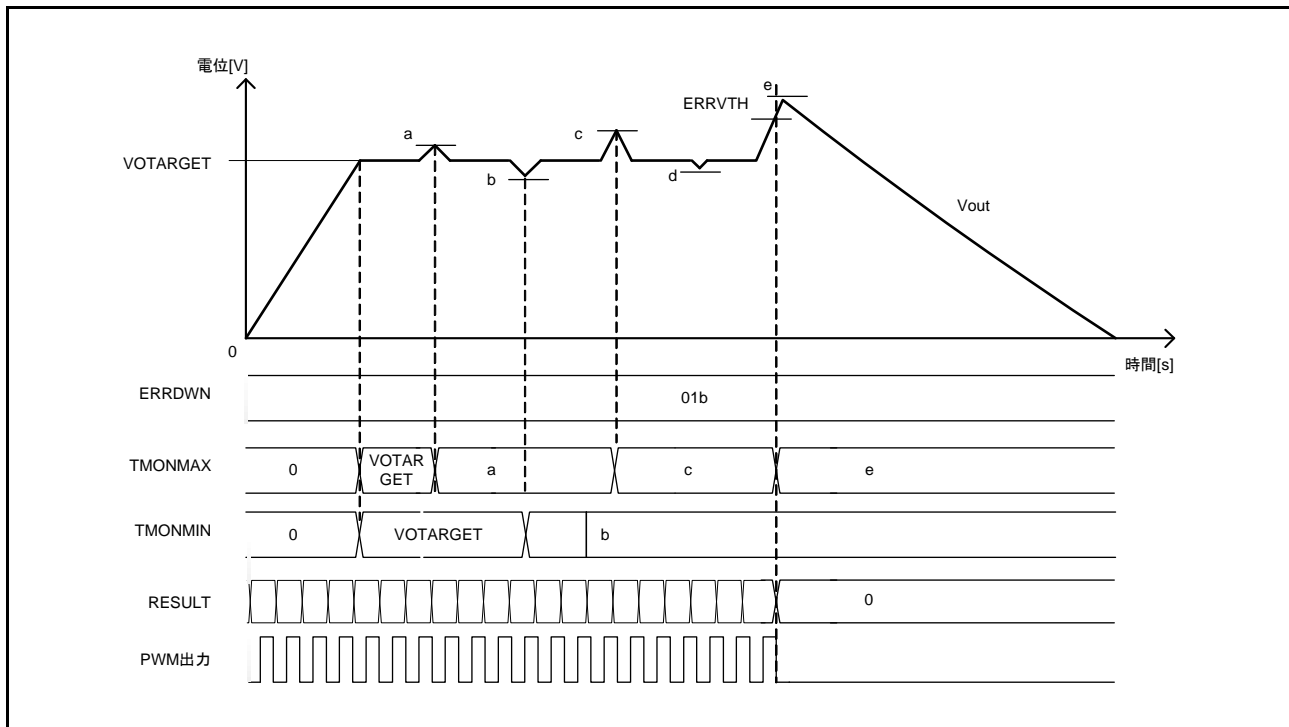 電位[V]
e
ERRVTH
a
c
VOTARGET
b
d
Vout
0
時間[s]
ERRDWN
01b
TMONMAX
0
VOTAR
GET
a
c
e
TMONMIN
0
VOTARGET
b
RESULT
0
PWM出力